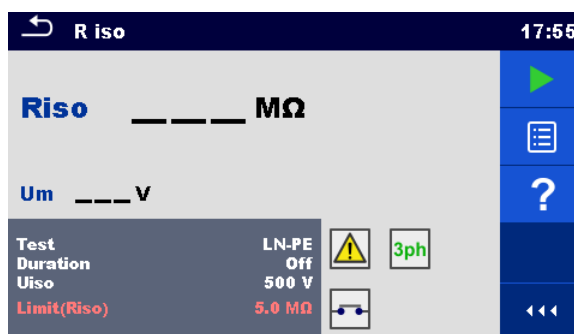 R iso 17:55
Riso ___ MΩ
Um ___V
?
Test LN-PE
Duration Off
Uiso 500 V
Limit(Riso) 5.0 MΩ
3ph